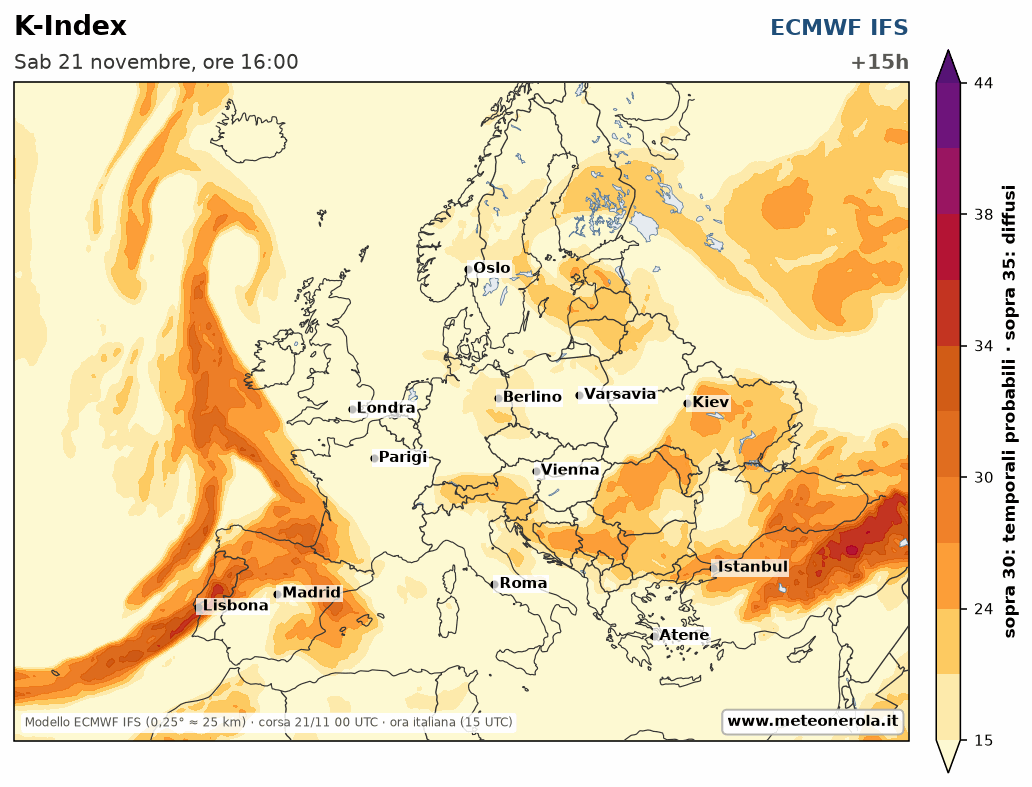 K-Index
ECMWF IFS
Sab 21 novembre, ore 16:00
+15h
44
38
34
30
24
15
sopra 30: temporali probabili · sopra 35: diffusi
Oslo
Berlino
Varsavia
Kiev
Londra
Parigi
Vienna
Istanbul
Roma
Madrid
Lisbona
Atene
Modello ECMWF IFS (0,25° ≈ 25 km) · corsa 21/11 00 UTC · ora italiana (15 UTC)
www.meteonerola.it